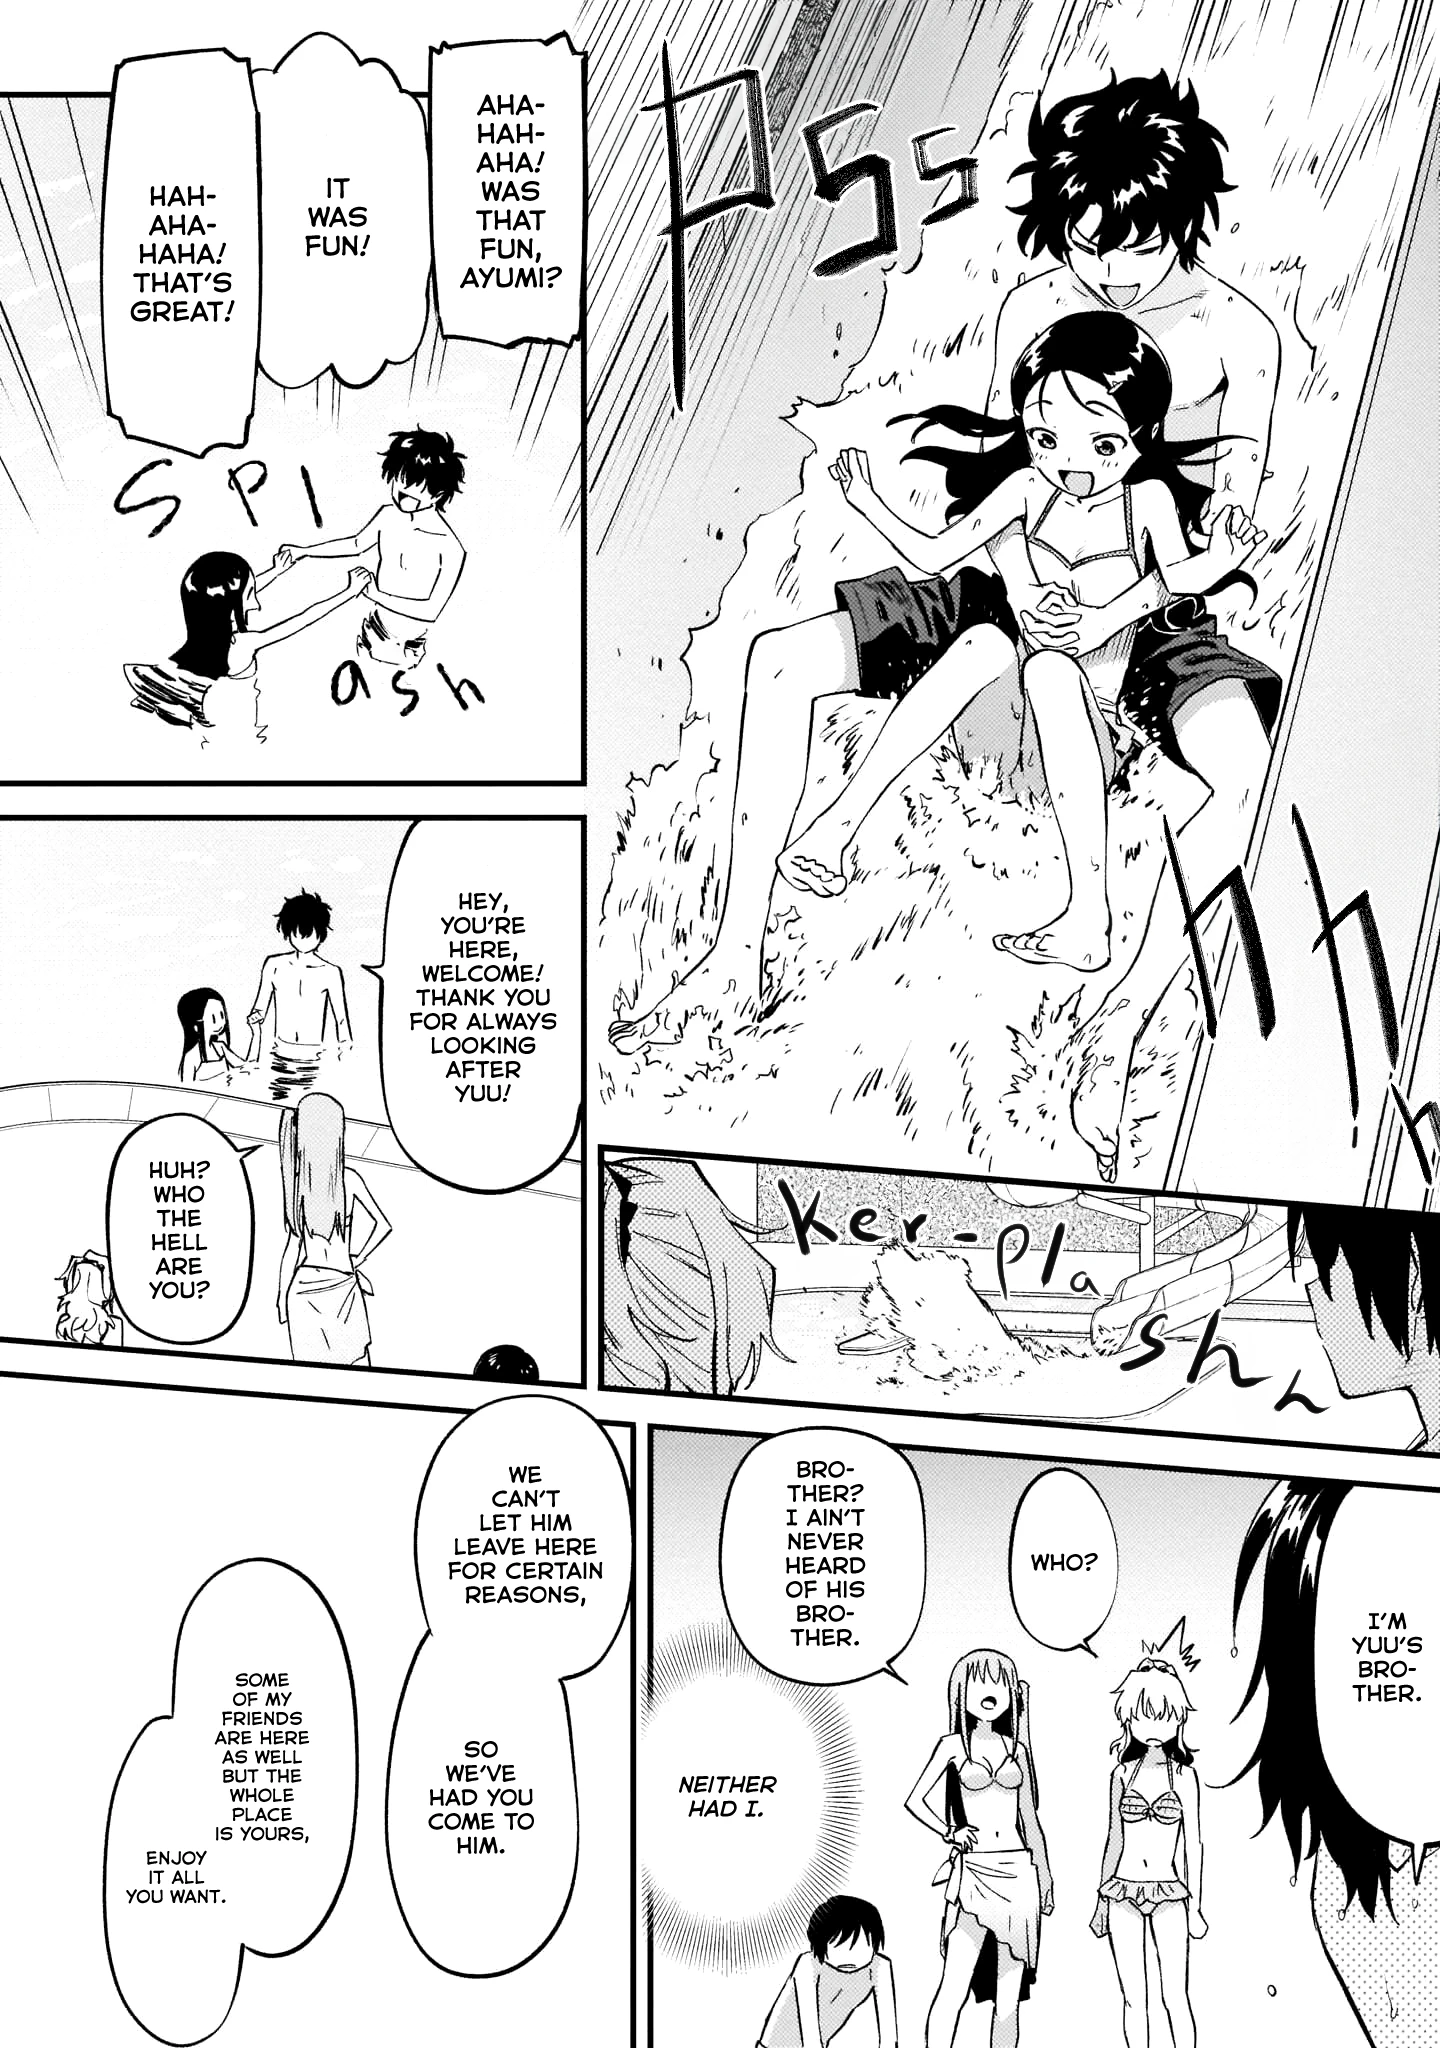 PSS
hhh
AHA-
HAH-
AHA!
WAS
THAT
FUN,
AYUMI?
IT
WAS
FUN!
HAH-
AHA-
HAHA!
THAT'S
GREAT!
SPl
ash
Ker-pla
shh
HEY,
YOU'RE
HERE,
WELCOME!
THANK YOU
FOR ALWAYS
LOOKING
AFTER
YUU!
HUH?
WHO
THE
HELL
ARE
YOU?
I'M
YUU'S
BRO-
THER.
WHO?
BRO-
THER?
I AIN'T
NEVER
HEARD
OF HIS
BRO-
THER.
NEITHER
HAD I.
WE
CAN'T
LET HIM
LEAVE HERE
FOR CERTAIN
REASONS,
SO
WE'VE
HAD YOU
COME TO
HIM.
SOME
OF MY
FRIENDS
ARE HERE
AS WELL
BUT THE
WHOLE
PLACE
IS YOURS,
ENJOY
IT ALL
YOU WANT.